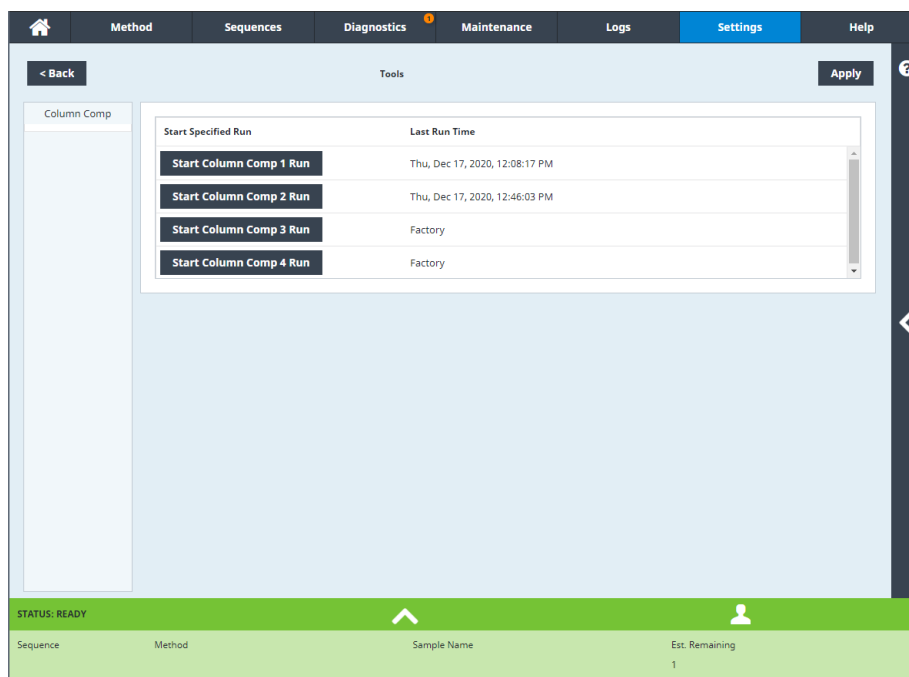 Method Sequences Diagnostics 1 Maintenance Logs Settings Help
< Back Tools Apply ?
Column Comp
Start Specified Run Last Run Time
Start Column Comp 1 Run Thu, Dec 17, 2020, 12:08:17 PM
Start Column Comp 2 Run Thu, Dec 17, 2020, 12:46:03 PM
Start Column Comp 3 Run Factory
Start Column Comp 4 Run Factory
STATUS: READY
Sequence Method Sample Name Est. Remaining
1